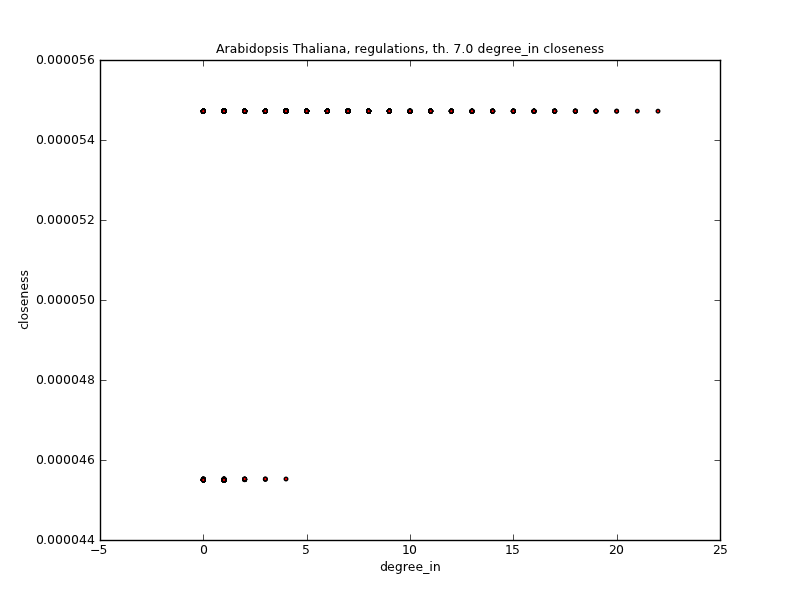 Arabidopsis Thaliana, regulations, th. 7.0 degree_in closeness
0.000056
0.000054
0.000052
0.000050
0.000048
0.000046
0.000044
closeness
−5 0 5 10 15 20 25
degree_in